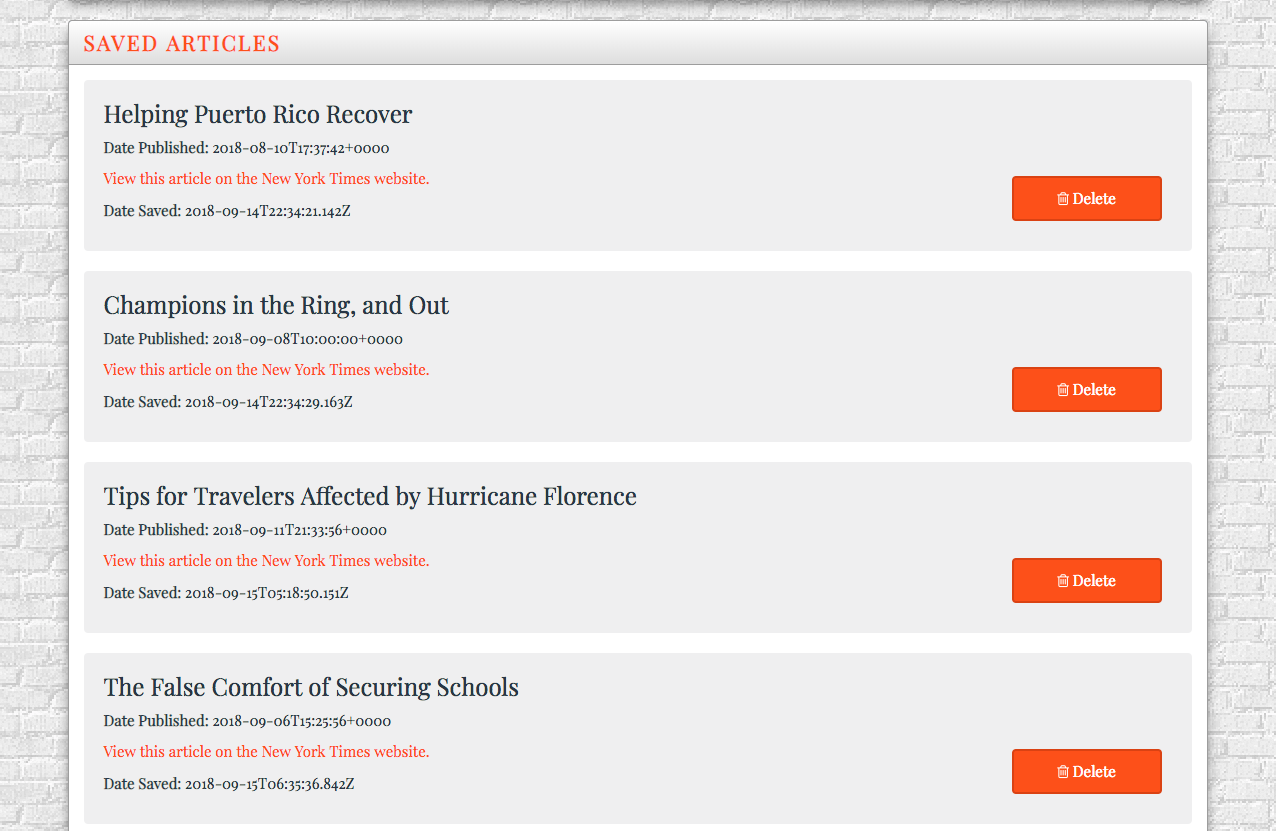 SAVED ARTICLES
Helping Puerto Rico Recover
Date Published: 2018-08-10T17:37:42+0000
View this article on the New York Times website.
Date Saved: 2018-09-14T22:34:21.142Z
Delete
Champions in the Ring, and Out
Date Published: 2018-09-08T10:00:00+0000
View this article on the New York Times website.
Date Saved: 2018-09-14T22:34:29.163Z
Delete
Tips for Travelers Affected by Hurricane Florence
Date Published: 2018-09-11T21:33:56+0000
View this article on the New York Times website.
Date Saved: 2018-09-15T05:18:50.151Z
Delete
The False Comfort of Securing Schools
Date Published: 2018-09-06T15:25:56+0000
View this article on the New York Times website.
Date Saved: 2018-09-15T06:35:36.842Z
Delete